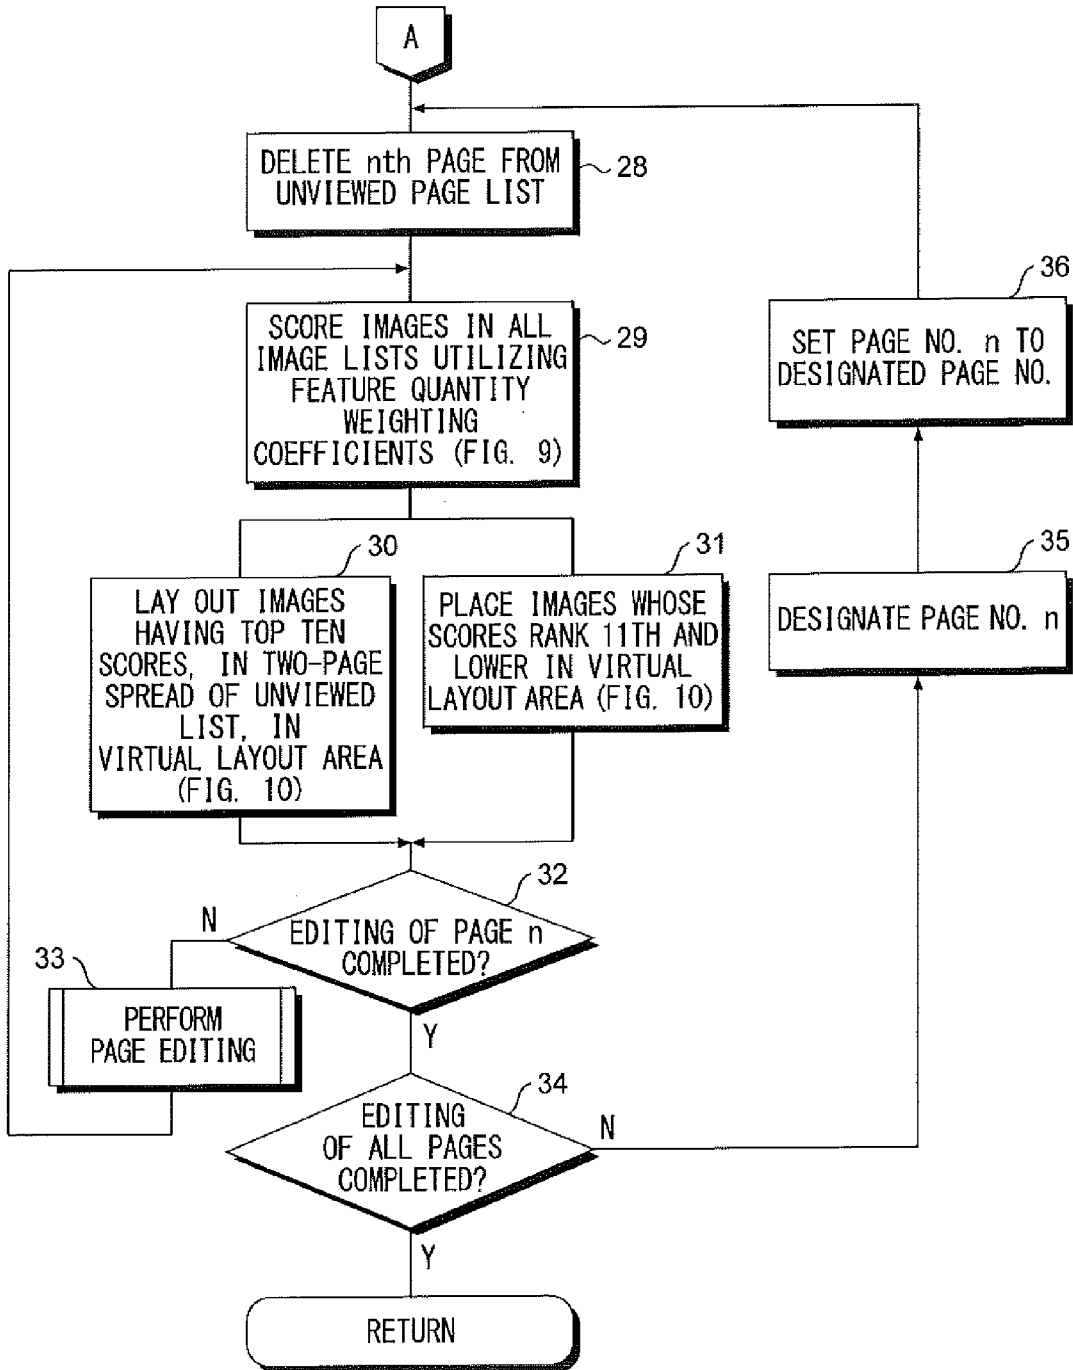 A
DELETE nth PAGE FROM
UNVIEWED PAGE LIST
28
SCORE IMAGES IN ALL
IMAGE LISTS UTILIZING
FEATURE QUANTITY
WEIGHTING
COEFFICIENTS (FIG. 9)
29
36
SET PAGE NO. n TO
DESIGNATED PAGE NO.
30
LAY OUT IMAGES
HAVING TOP TEN
SCORES, IN TWO-PAGE
SPREAD OF UNVIEWED
LIST, IN
VIRTUAL LAYOUT AREA
(FIG. 10)
31
PLACE IMAGES WHOSE
SCORES RANK 11TH AND
LOWER IN VIRTUAL
LAYOUT AREA (FIG. 10)
35
DESIGNATE PAGE NO. n
32
EDITING OF PAGE n
COMPLETED?
N
33
PERFORM
PAGE EDITING
Y
34
EDITING
OF ALL PAGES
COMPLETED?
N
Y
RETURN